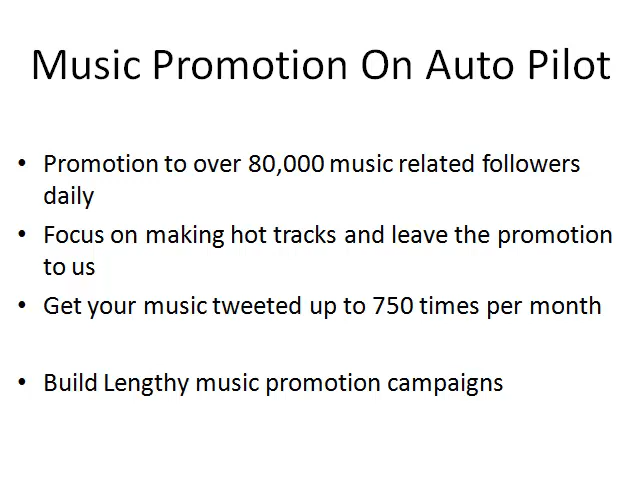 Music Promotion On Auto Pilot
• Promotion to over 80,000 music related followers
daily
• Focus on making hot tracks and leave the promotion
to us
• Get your music tweeted up to 750 times per month
• Build Lengthy music promotion campaigns